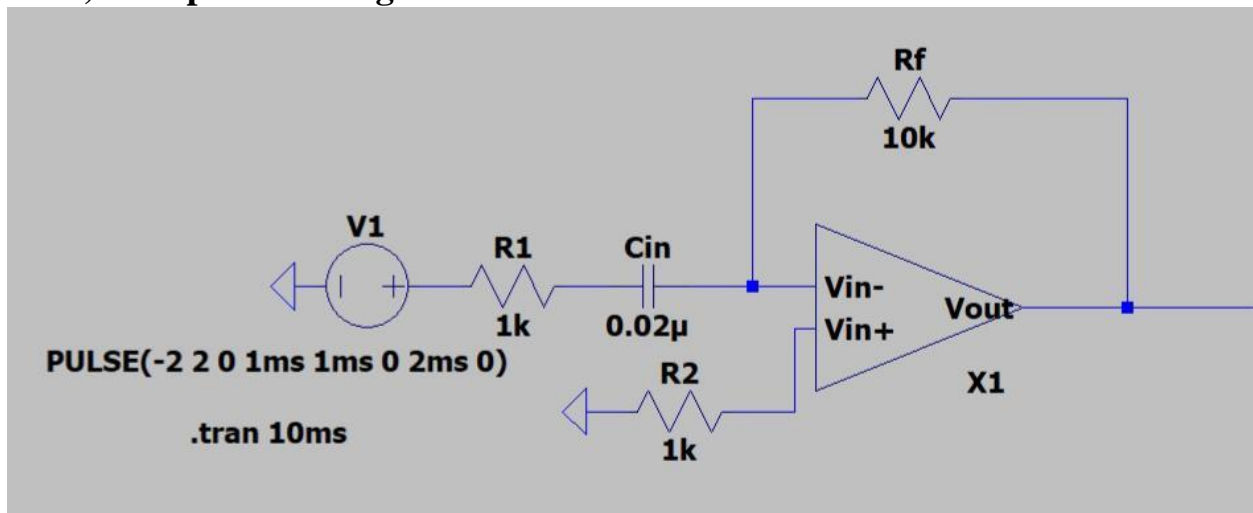 Rf
10k
V1
R1
Cin
1k
0.02µ
Vin-
Vin+
Vout
PULSE(-2 2 0 1ms 1ms 0 2ms 0)
R2
X1
.tran 10ms
1k